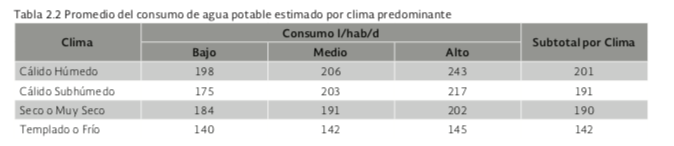 Tabla 2.2 Promedio del consumo de agua potable estimado por clima predominante
Clima Consumo l/hab/d Subtotal por Clima
Bajo Medio Alto
Cálido Húmedo 198 206 243 201
Cálido Subhúmedo 175 203 217 191
Seco o Muy Seco 184 191 202 190
Templado o Frío 140 142 145 142